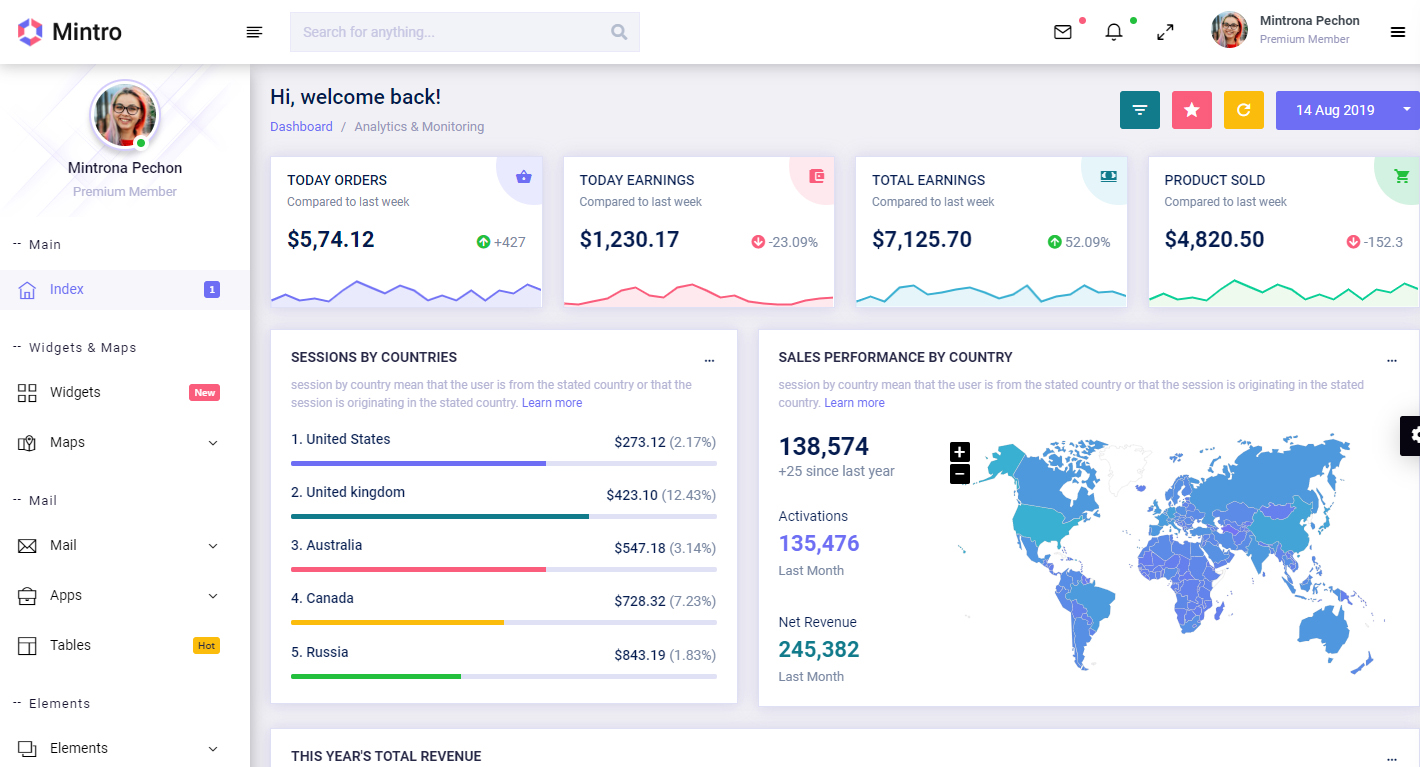 Mintro
Search for anything...
Mintrona Pechon
Premium Member
Mintrona Pechon
Premium Member
-- Main
Index
1
-- Widgets & Maps
Widgets
New
Maps
-- Mail
Mail
Apps
Tables
Hot
-- Elements
Elements
Hi, welcome back!
Dashboard / Analytics & Monitoring
14 Aug 2019
TODAY ORDERS
Compared to last week
$5,74.12
+427
TODAY EARNINGS
Compared to last week
$1,230.17
-23.09%
TOTAL EARNINGS
Compared to last week
$7,125.70
52.09%
PRODUCT SOLD
Compared to last week
$4,820.50
-152.3
SESSIONS BY COUNTRIES
...
session by country mean that the user is from the stated country or that the
session is originating in the stated country. Learn more
1. United States
$273.12 (2.17%)
2. United kingdom
$423.10 (12.43%)
3. Australia
$547.18 (3.14%)
4. Canada
$728.32 (7.23%)
5. Russia
$843.19 (1.83%)
SALES PERFORMANCE BY COUNTRY
...
session by country mean that the user is from the stated country or that the session is originating in the stated
country. Learn more
138,574
+25 since last year
+
−
Activations
135,476
Last Month
Net Revenue
245,382
Last Month
THIS YEAR'S TOTAL REVENUE
...